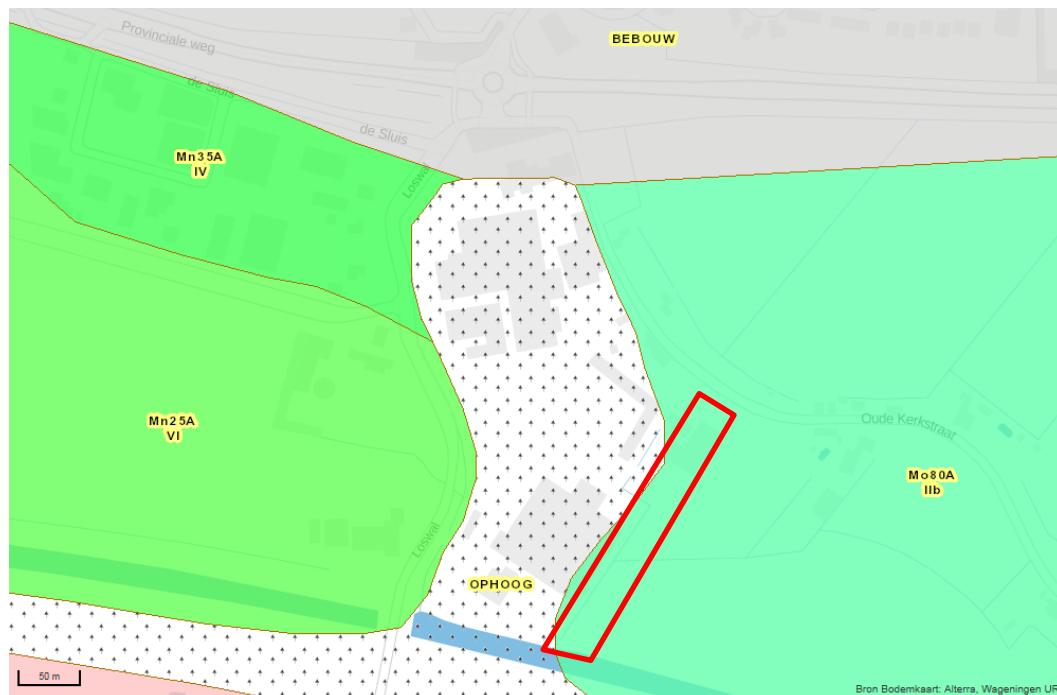 Provinciale weg
BEBOUW
de Sluis
de Sluis
Mn35A
IV
Loswal
Oude Kerkstraat
Mn25A
VI
Mo80A
IIb
Loswal
OPHOOG
50 m
Bron Bodemkaart: Alterra, Wageningen UR